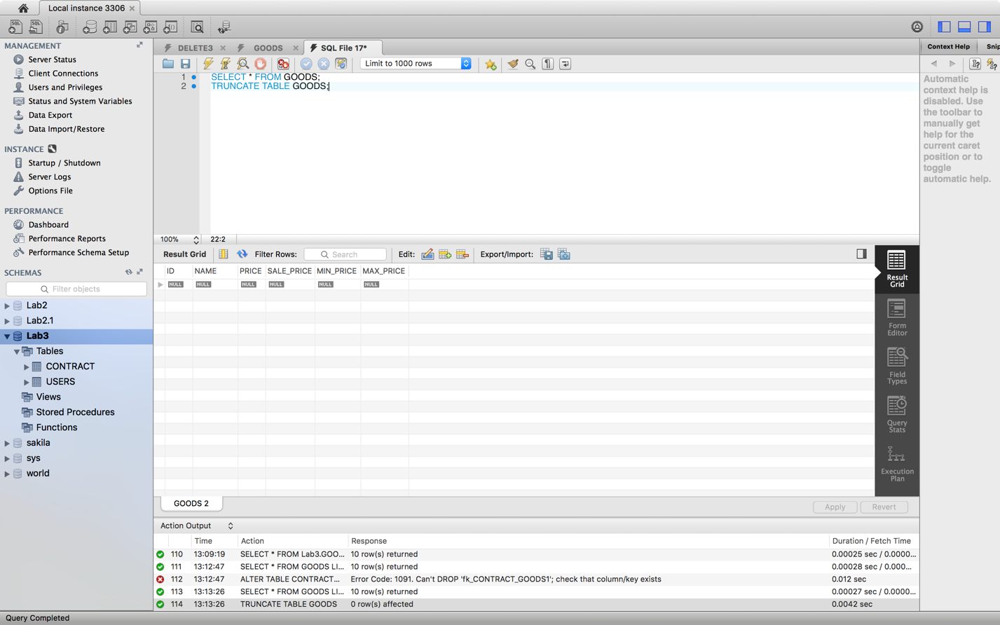 Local instance 3306
MANAGEMENT
Server Status
Client Connections
Users and Privileges
Status and System Variables
Data Export
Data Import/Restore
INSTANCE
Startup / Shutdown
Server Logs
Options File
PERFORMANCE
Dashboard
Performance Reports
Performance Schema Setup
SCHEMAS
Filter objects
Lab2
Lab2.1
Lab3
Tables
CONTRACT
USERS
Views
Stored Procedures
Functions
sakila
sys
world
DELETE3
GOODS
SQL File 17*
Limit to 1000 rows
1 SELECT * FROM GOODS;
2 TRUNCATE TABLE GOODS;
100% 22:2
Result Grid Filter Rows: Search Edit: Export/Import:
ID NAME PRICE SALE_PRICE MIN_PRICE MAX_PRICE
NULL NULL NULL NULL NULL NULL
Result
Grid
Form
Editor
Field
Types
Query
Stats
Execution
Plan
GOODS 2
Apply Revert
Action Output
Time Action Response Duration / Fetch Time
110 13:09:19 SELECT * FROM Lab3.GOO... 10 row(s) returned 0.00025 sec / 0.0000...
111 13:12:47 SELECT * FROM GOODS LI... 10 row(s) returned 0.00028 sec / 0.000...
112 13:12:47 ALTER TABLE CONTRACT... Error Code: 1091. Can't DROP 'fk_CONTRACT_GOODS1'; check that column/key exists 0.012 sec
113 13:13:26 SELECT * FROM GOODS LI... 10 row(s) returned 0.00027 sec / 0.0000...
114 13:13:26 TRUNCATE TABLE GOODS 0 row(s) affected 0.0042 sec
Context Help Snip
Automatic
context help is
disabled. Use
the toolbar to
manually get
help for the
current caret
position or to
toggle
automatic help.
Query Completed